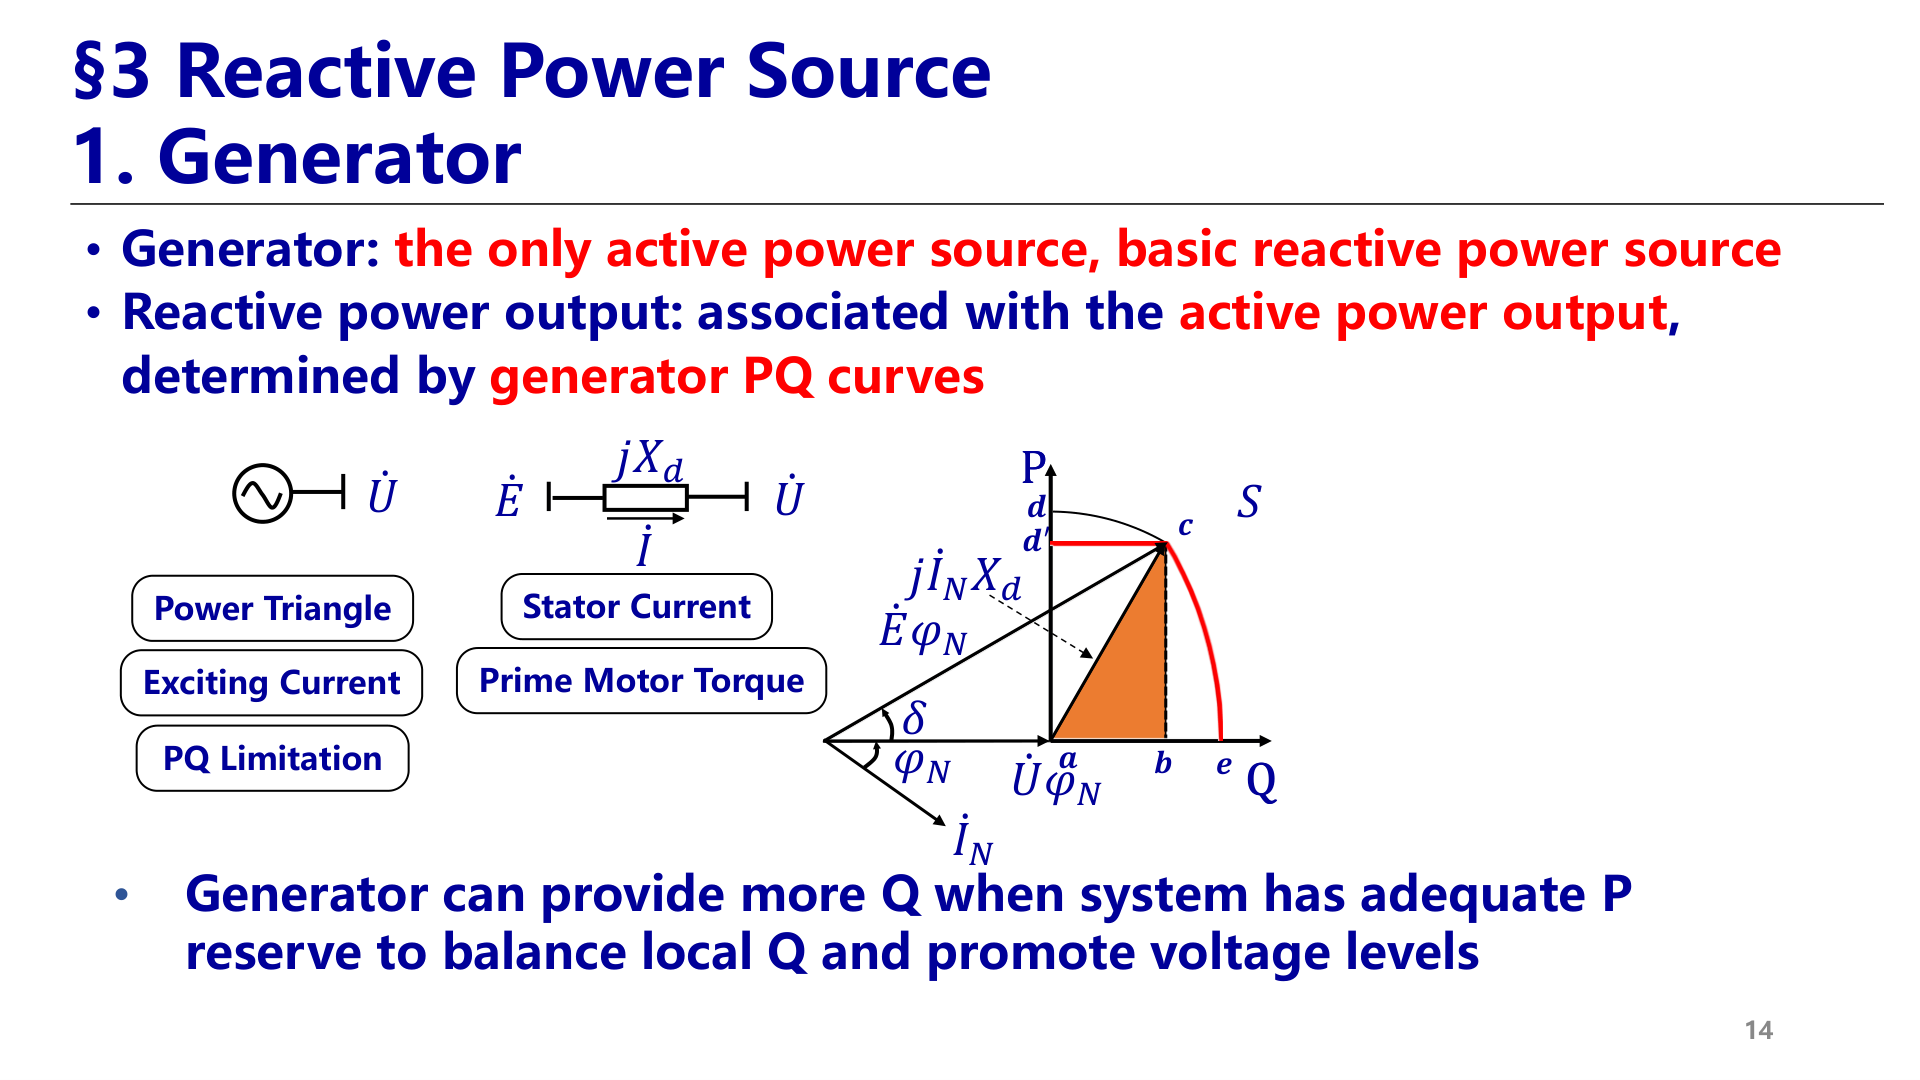 §3 Reactive Power Source
1. Generator
• Generator: the only active power source, basic reactive power source
• Reactive power output: associated with the active power output,
determined by generator PQ curves
U̇
Ė
jX_d
U̇
İ
Power Triangle
Stator Current
Exciting Current
Prime Motor Torque
PQ Limitation
P
d
d'
c
S
jİ_N X_d
Ėφ_N
δ
φ_N
U̇φ_N
a
b
e
Q
İ_N
• Generator can provide more Q when system has adequate P
reserve to balance local Q and promote voltage levels
14